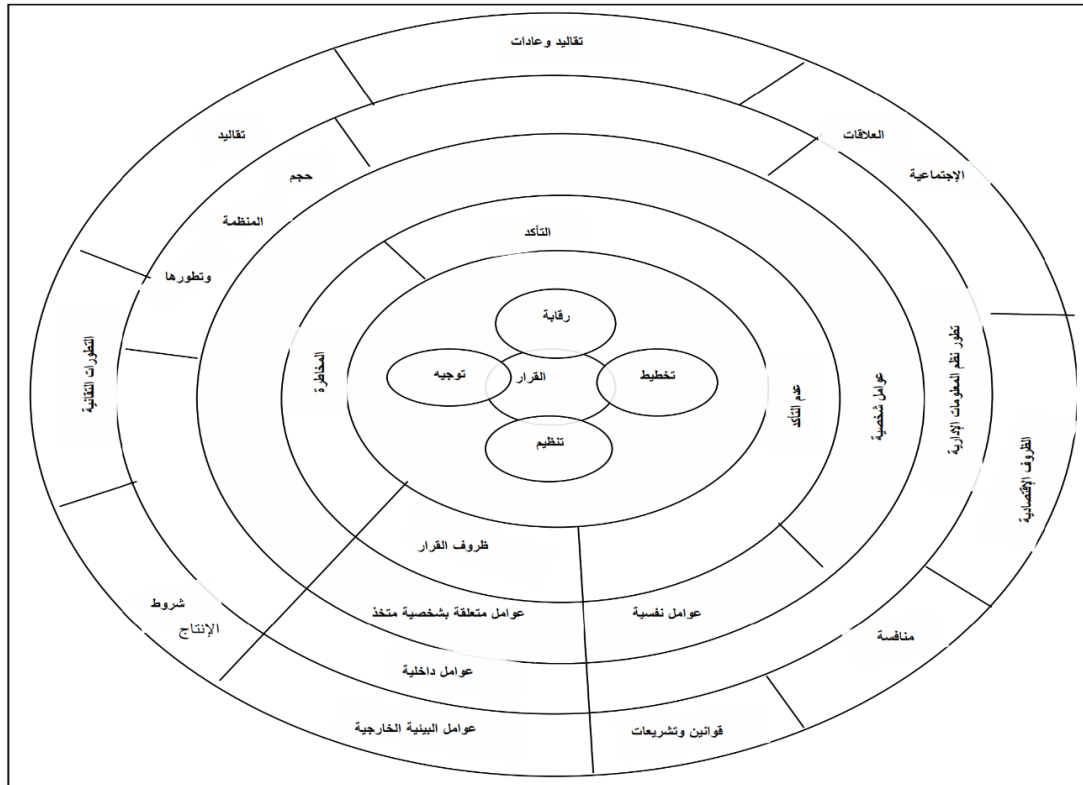 تقاليد وعادات
تقاليد
العلاقات
الإجتماعية
حجم
المنظمة
وتطورها
التأكد
رقابة
توجيه
القرار
تخطيط
تنظيم
المخاطرة
عدم التأكد
عوامل شخصية
تطور نظم المعلومات الإدارية
الظروف الإقتصادية
التطورات التقانية
ظروف القرار
شروط
الإنتاج
عوامل متعلقة بشخصية متخذ
عوامل نفسية
منافسة
عوامل داخلية
عوامل البيئية الخارجية
قوانين وتشريعات